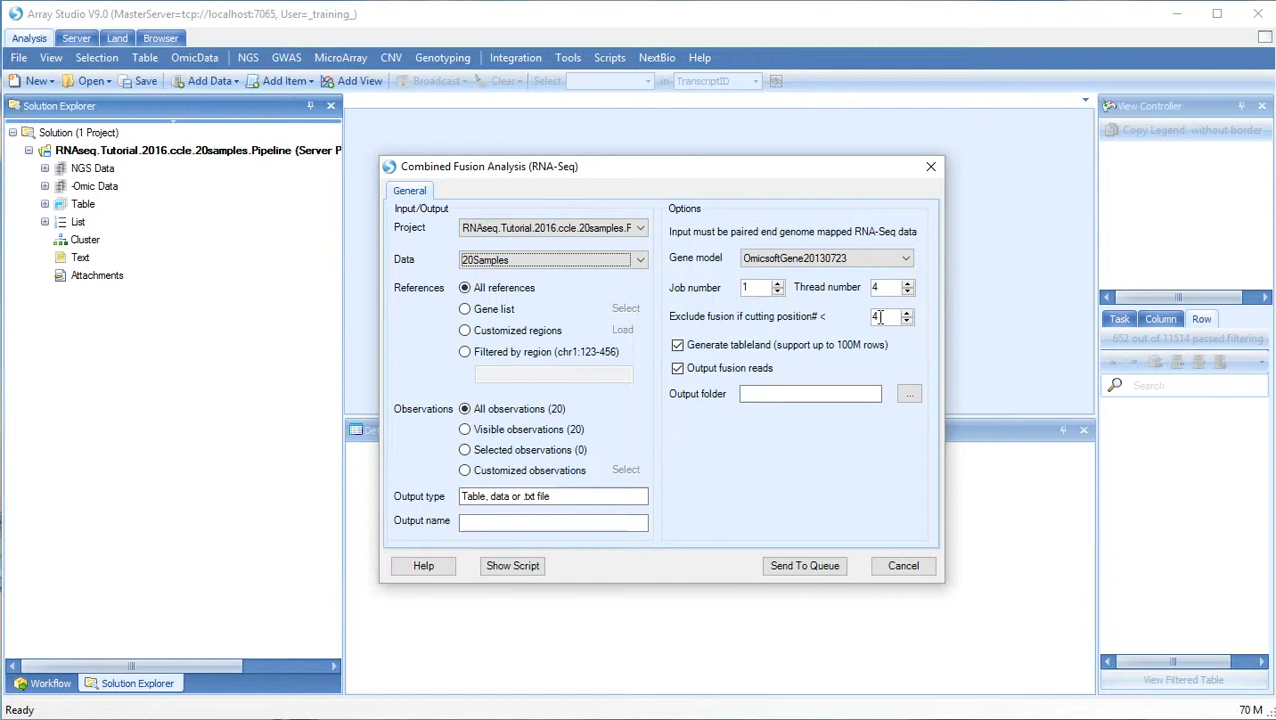 Array Studio V9.0 (MasterServer=tcp://localhost:7065, User=_training_)
Analysis Server Land Browser
File View Selection Table OmicData NGS GWAS MicroArray CNV Genotyping Integration Tools Scripts NextBio Help
New Open Save Add Data Add Item Add View Broadcast Clear Select in TranscriptID
Solution Explorer
Solution (1 Project)
RNAseq.Tutorial.2016.ccle.20samples.Pipeline (Server P
NGS Data
-Omic Data
Table
List
Cluster
Text
Attachments
Workflow Solution Explorer
Combined Fusion Analysis (RNA-Seq)
General
Input/Output
Project RNAseq.Tutorial.2016.ccle.20samples.F
Data 20Samples
References All references
Gene list Select
Customized regions Load
Filtered by region (chr1:123-456)
Observations All observations (20)
Visible observations (20)
Selected observations (0)
Customized observations Select
Output type Table, data or .txt file
Output name
Options
Input must be paired end genome mapped RNA-Seq data
Gene model OmicsoftGene20130723
Job number 1 Thread number 4
Exclude fusion if cutting position# < 4
Generate tableland (support up to 100M rows)
Output fusion reads
Output folder ...
Help Show Script Send To Queue Cancel
De
View Controller
Copy Legend- without border
Task Column Row
652 out of 11514 passed filtering
Search
View Filtered Table
Ready 70 M